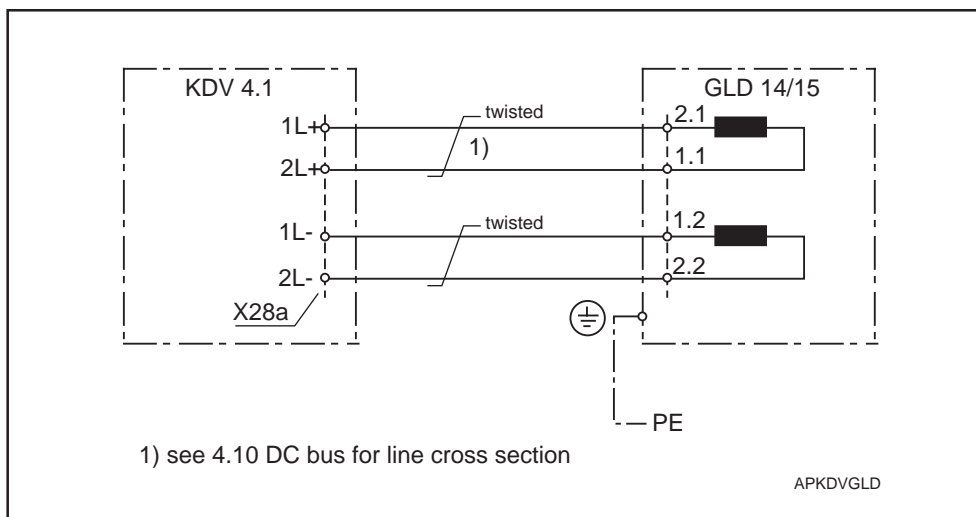 KDV 4.1
GLD 14/15
1L+
twisted
2.1
1)
2L+
1.1
1L-
twisted
1.2
2L-
2.2
X28a
PE
1) see 4.10 DC bus for line cross section
APKDVGLD